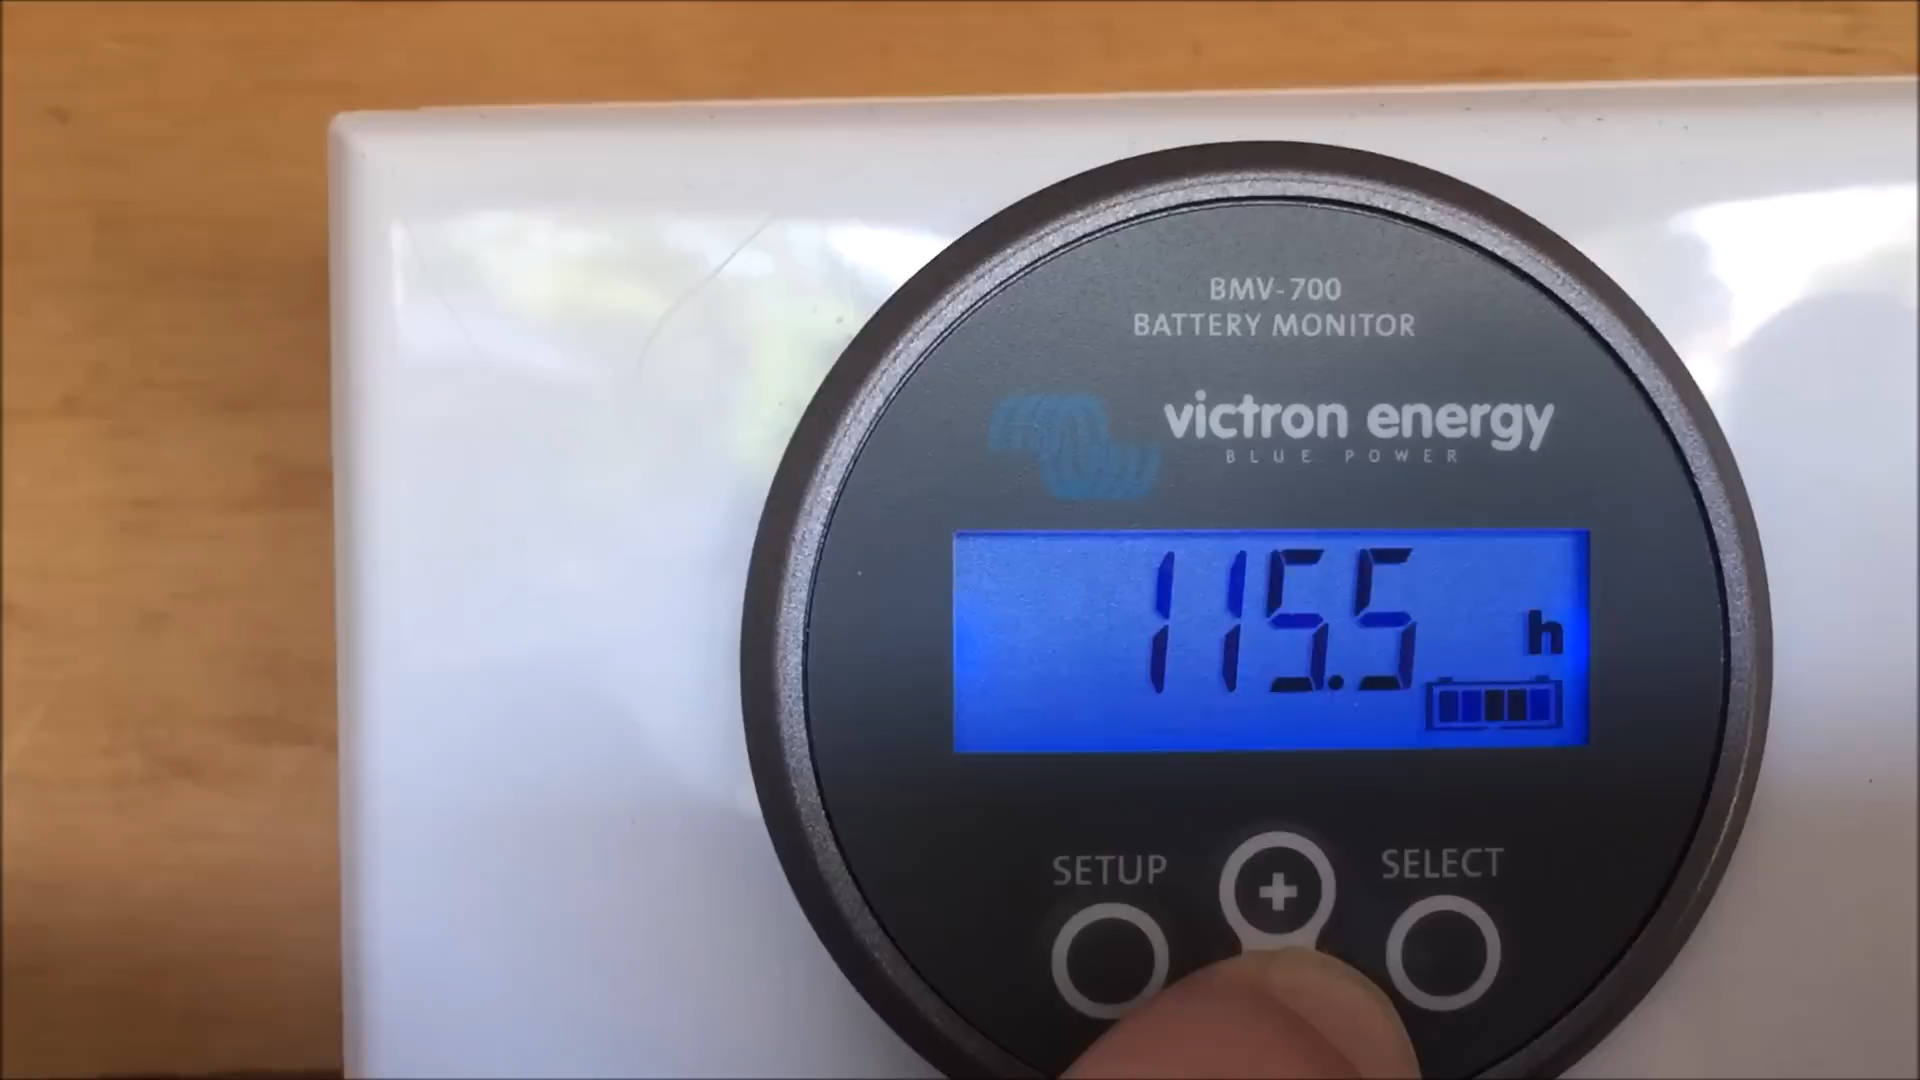 BMV-700
BATTERY MONITOR
victron energy
BLUE POWER
115.5 h
SETUP + SELECT